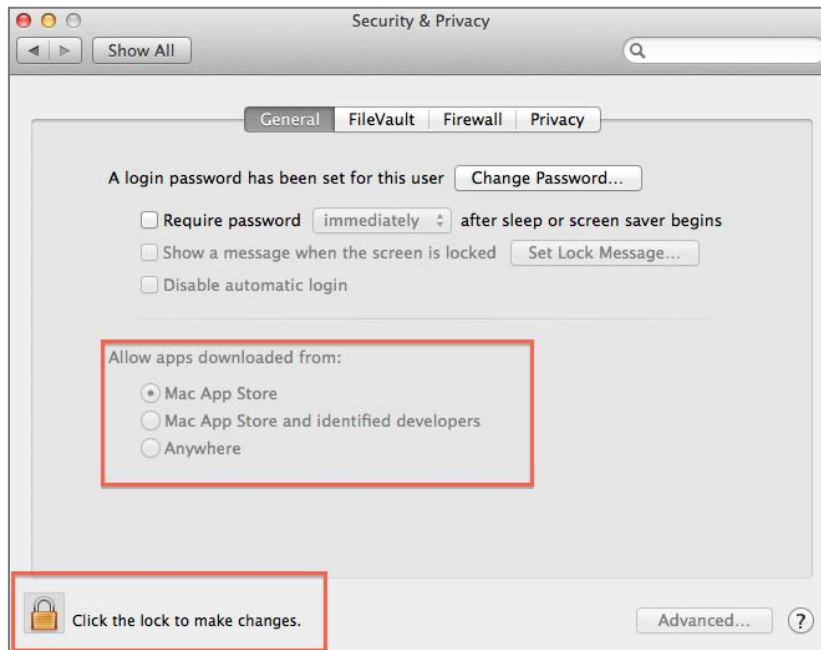 Security & Privacy
Show All
General FileVault Firewall Privacy
A login password has been set for this user Change Password...
Require password immediately after sleep or screen saver begins
Show a message when the screen is locked Set Lock Message...
Disable automatic login
Allow apps downloaded from:
Mac App Store
Mac App Store and identified developers
Anywhere
Click the lock to make changes.
Advanced... ?